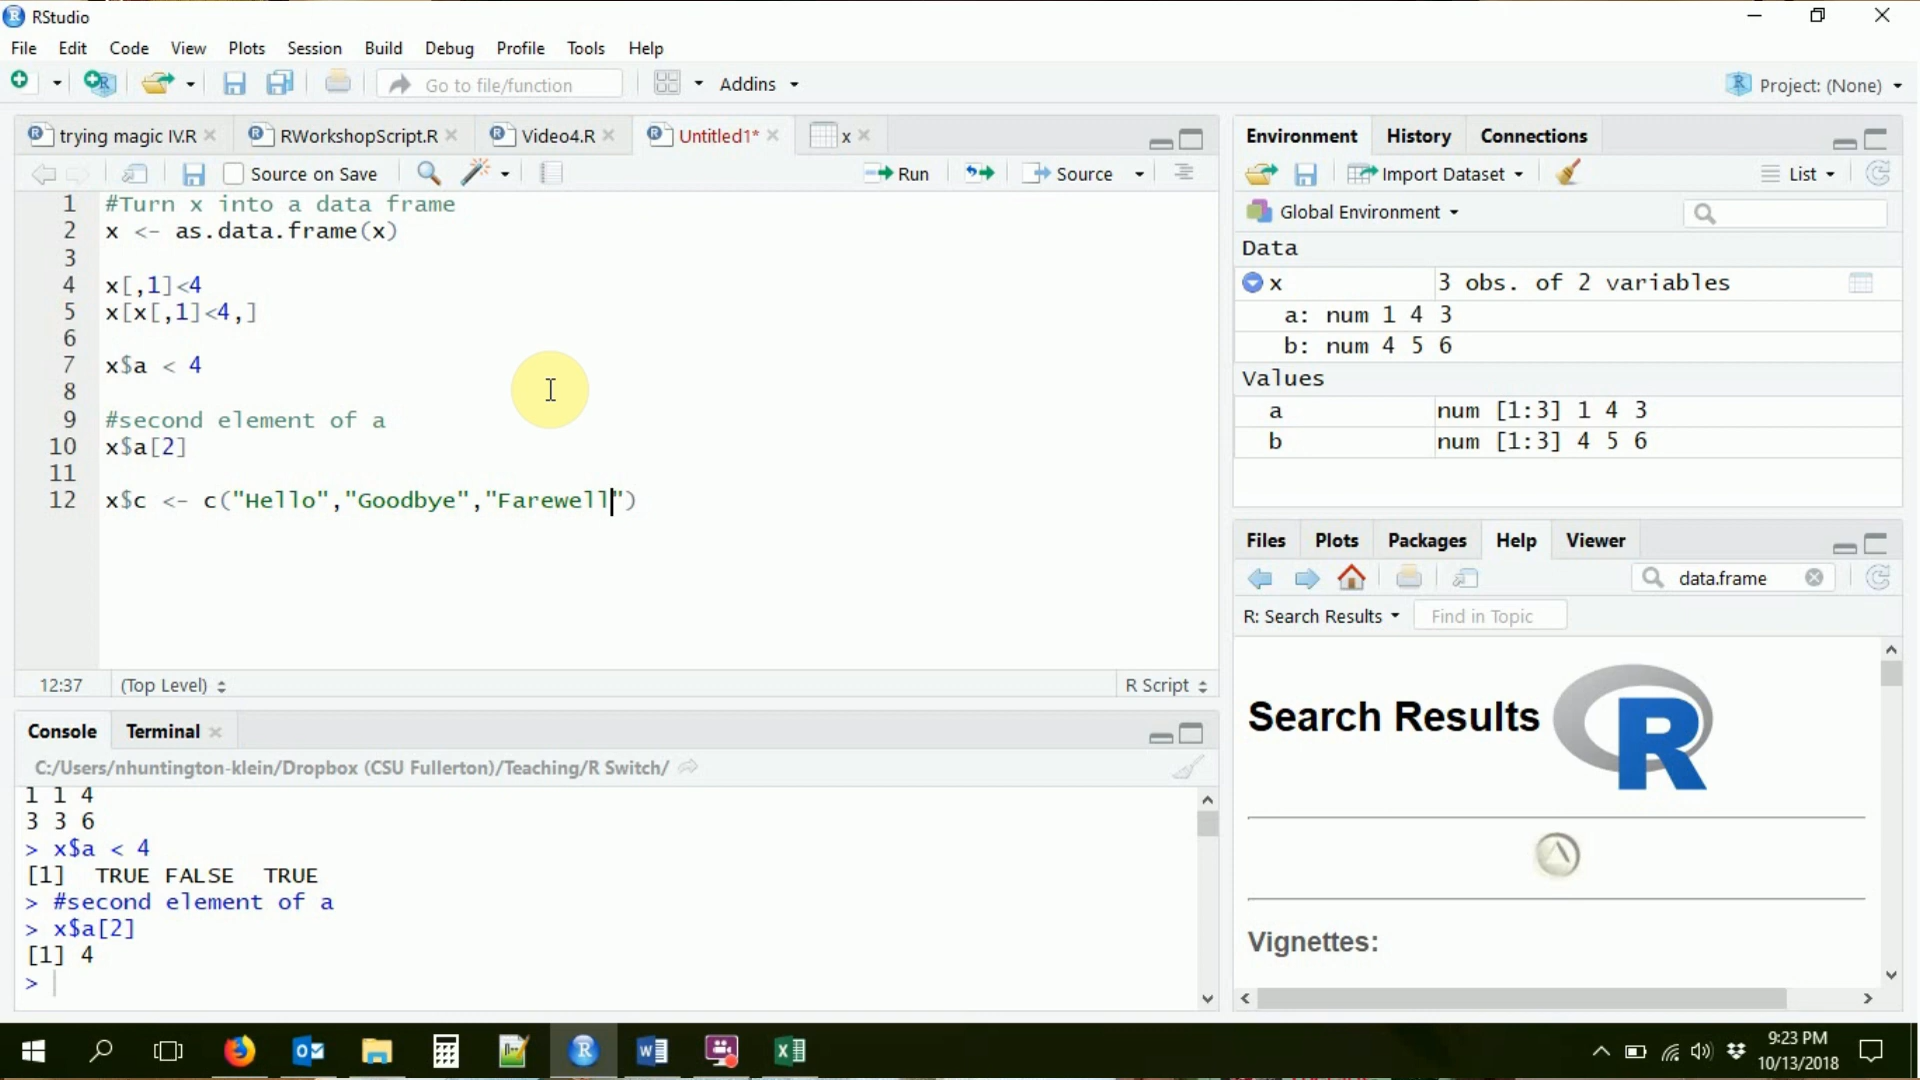 RStudio
File Edit Code View Plots Session Build Debug Profile Tools Help
Go to file/function Addins Project: (None)
trying magic IV.R RWorkshopScript.R Video4.R Untitled1* x
Source on Save Run Source
1 #Turn x into a data frame
2 x <- as.data.frame(x)
3
4 x[,1]<4
5 x[x[,1]<4,]
6
7 x$a < 4
8
9 #second element of a
10 x$a[2]
11
12 x$c <- c("Hello","Goodbye","Farewell")
12:37 (Top Level) R Script
Console Terminal
C:/Users/nhuntington-klein/Dropbox (CSU Fullerton)/Teaching/R Switch/
1 1 4
3 3 6
> x$a < 4
[1]  TRUE FALSE  TRUE
> #second element of a
> x$a[2]
[1] 4
>
Environment History Connections
Import Dataset List
Global Environment
Data
x 3 obs. of 2 variables
a: num 1 4 3
b: num 4 5 6
Values
a num [1:3] 1 4 3
b num [1:3] 4 5 6
Files Plots Packages Help Viewer
data.frame
R: Search Results Find in Topic
Search Results R
Vignettes:
9:23 PM
10/13/2018